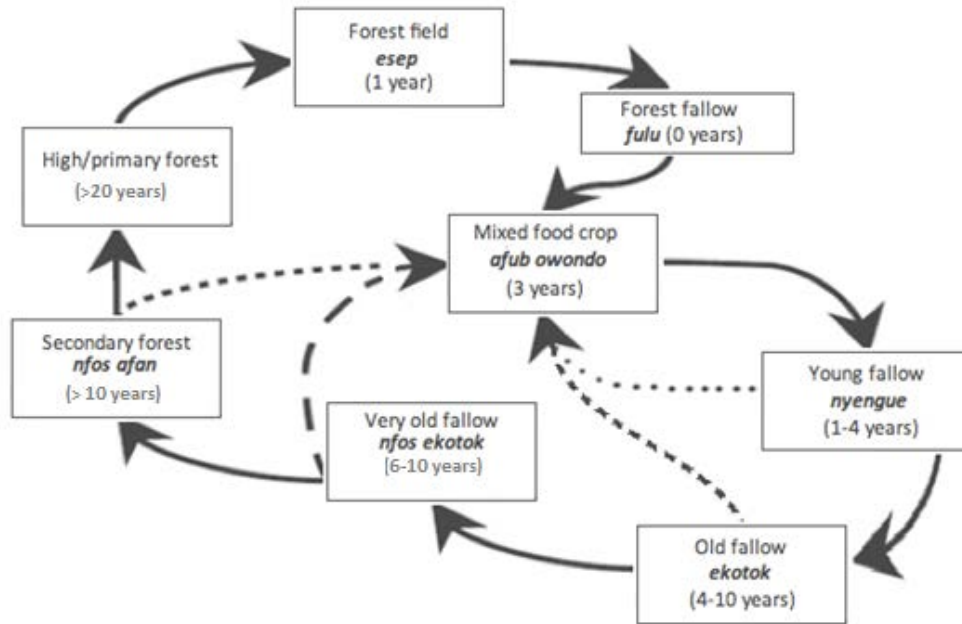 Forest field
esep
(1 year)
Forest fallow
fulu (0 years)
High/primary forest
(>20 years)
Mixed food crop
afub owondo
(3 years)
Secondary forest
nfos afan
(> 10 years)
Young fallow
nyengue
(1-4 years)
Very old fallow
nfos ekotok
(6-10 years)
Old fallow
ekotok
(4-10 years)